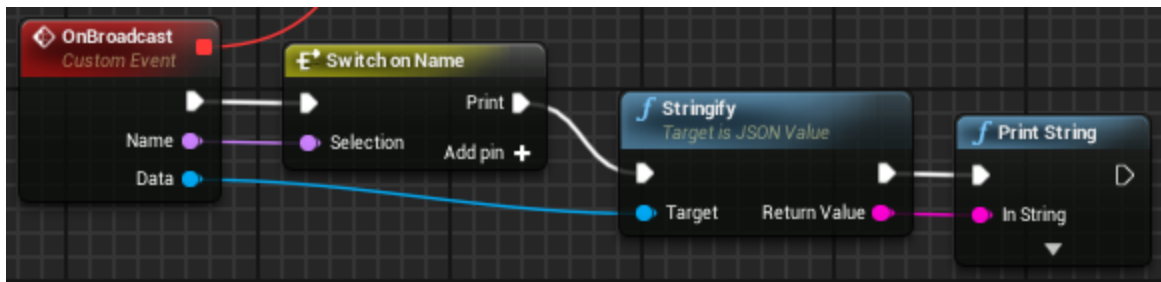 OnBroadcast
Custom Event
Name
Data
Switch on Name
Print
Selection
Add pin
Stringify
Target is JSON Value
Target
Return Value
Print String
In String